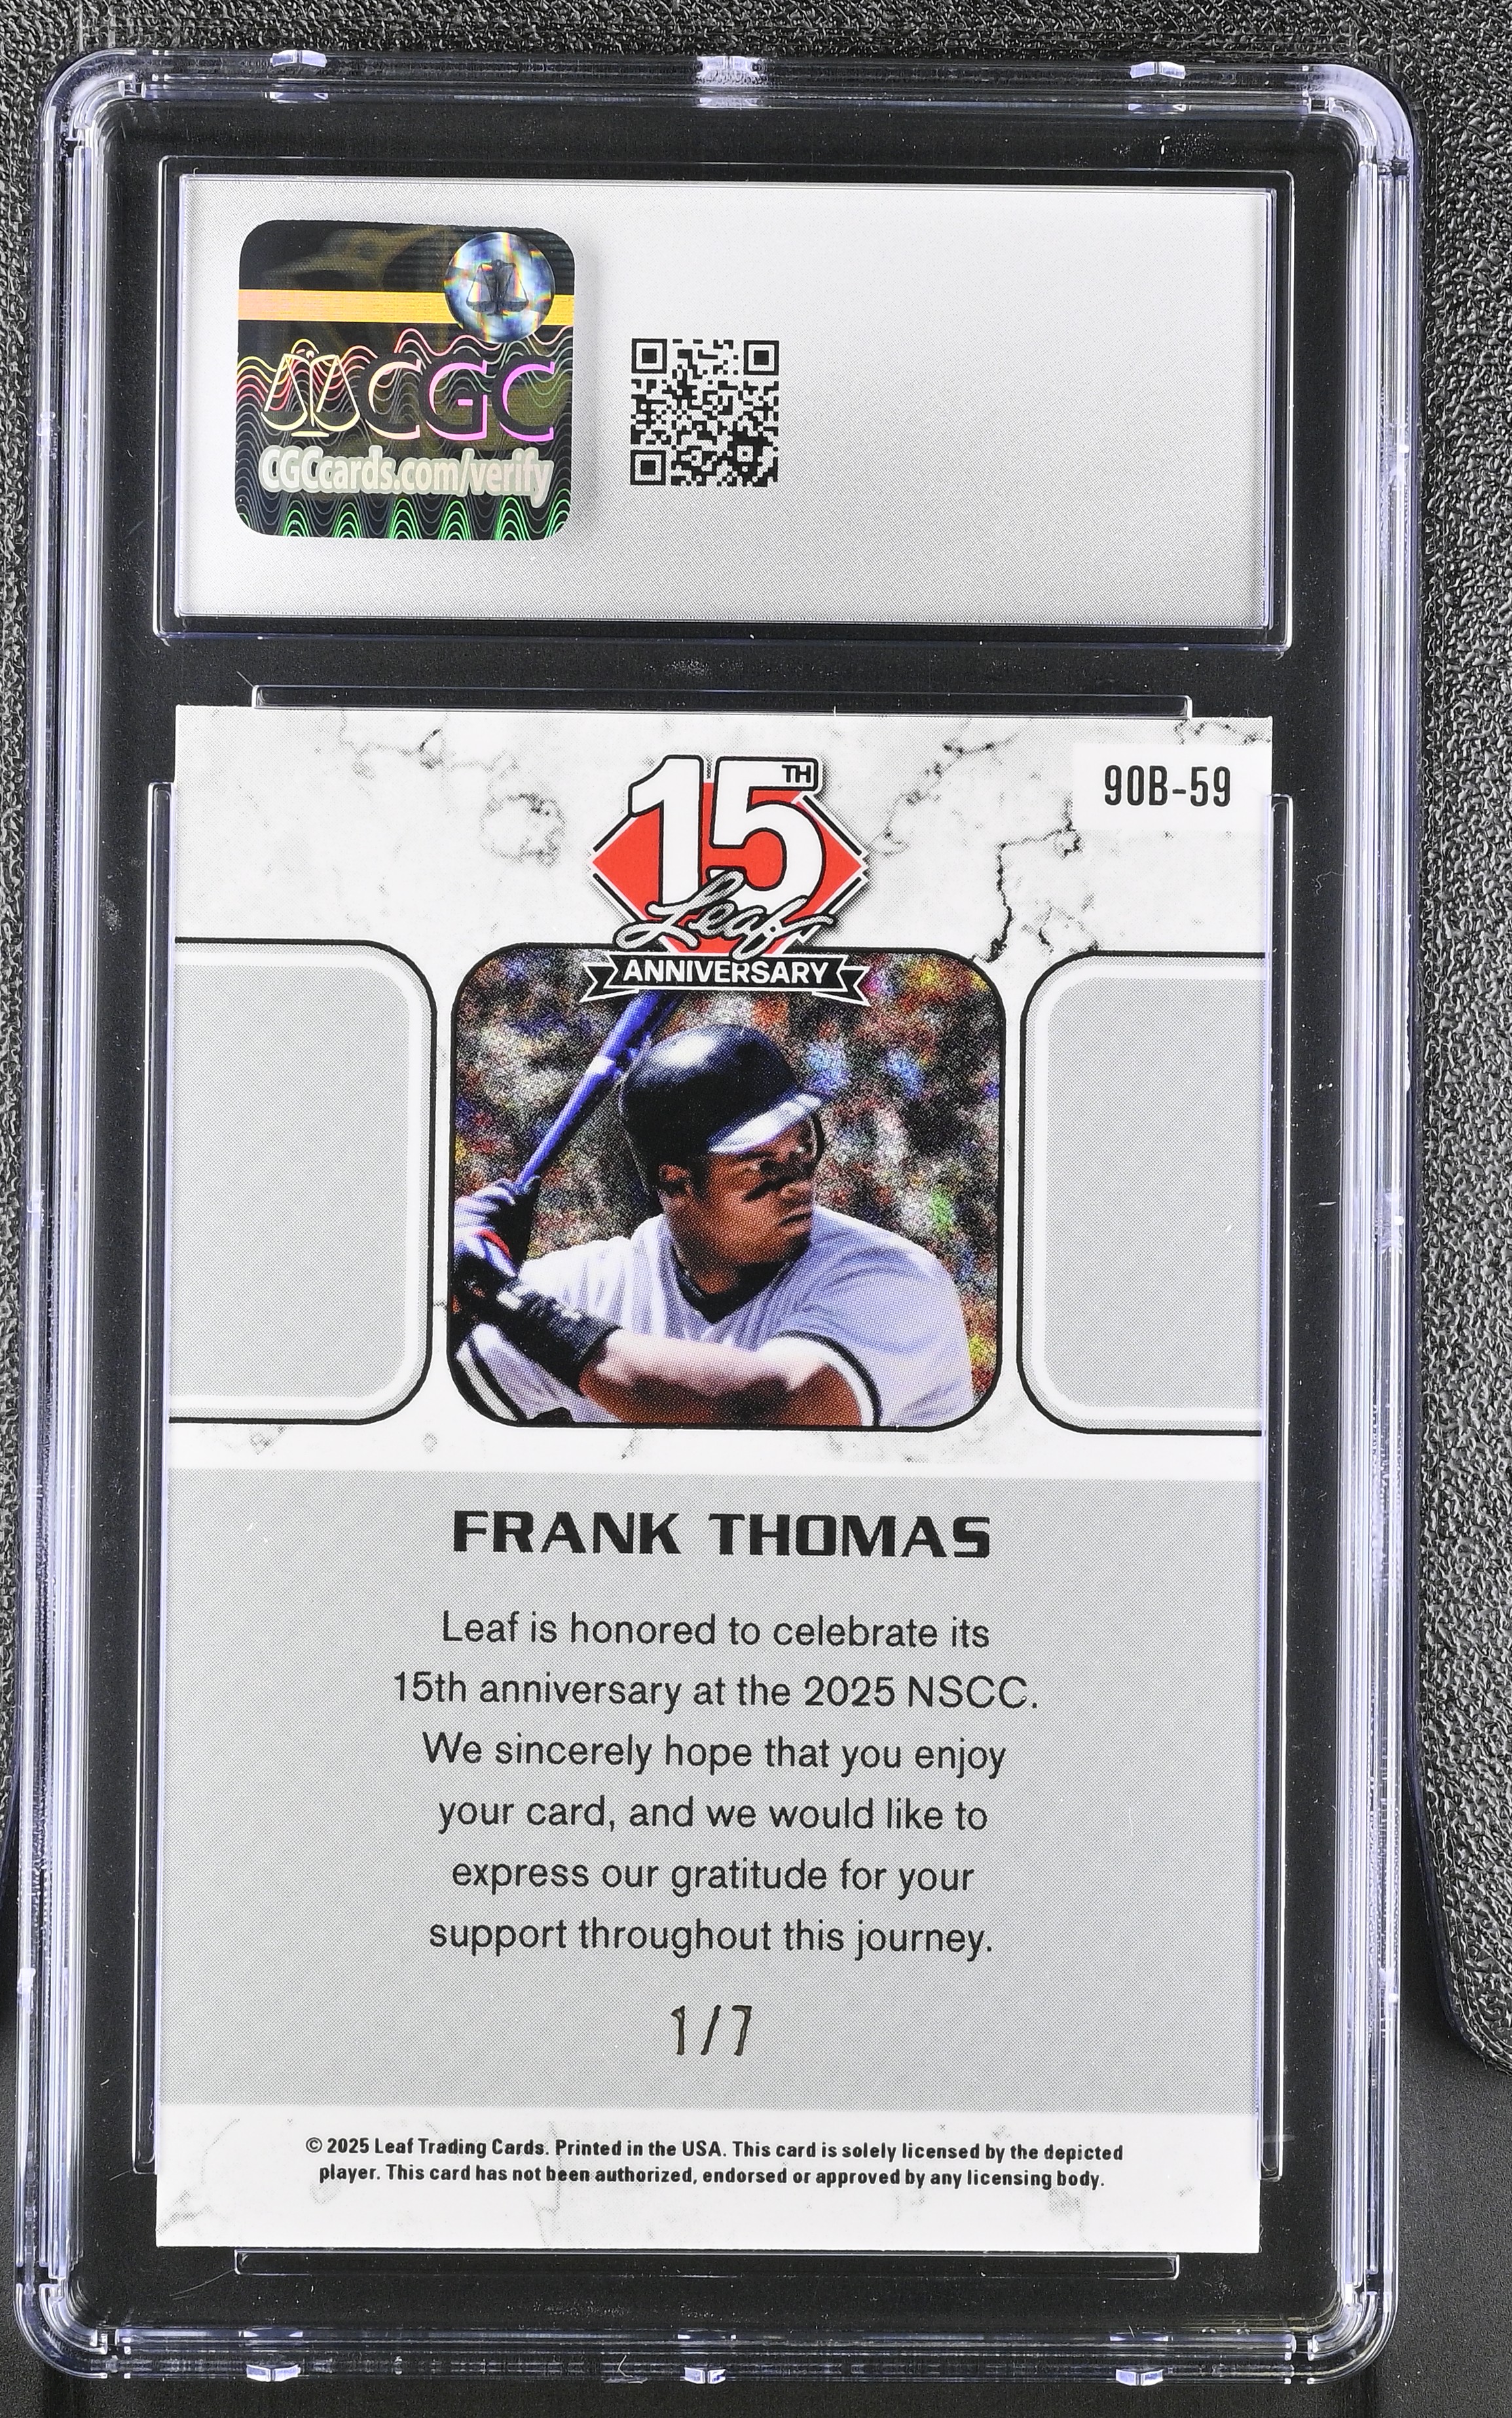 CGC
CGCcards.com/verify
90B-59
15TH
Leaf
ANNIVERSARY
FRANK THOMAS
Leaf is honored to celebrate its
15th anniversary at the 2025 NSCC.
We sincerely hope that you enjoy
your card, and we would like to
express our gratitude for your
support throughout this journey.
1/7
© 2025 Leaf Trading Cards. Printed in the USA. This card is solely licensed by the depicted
player. This card has not been authorized, endorsed or approved by any licensing body.